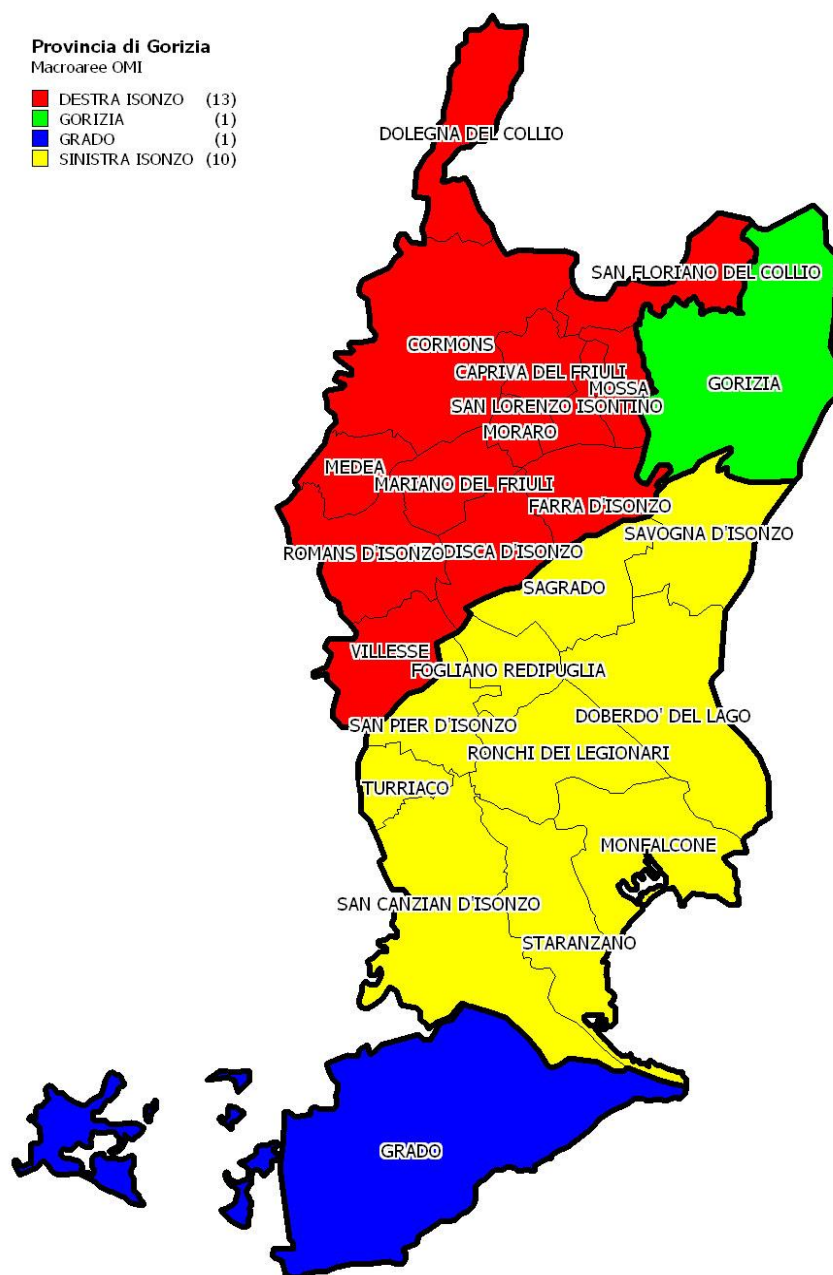 Provincia di Gorizia
Macroaree OMI
DESTRA ISONZO (13)
GORIZIA (1)
GRADO (1)
SINISTRA ISONZO (10)
DOLEGNA DEL COLLIO
SAN FLORIANO DEL COLLIO
CORMONS
CAPRIVA DEL FRIULI
GORIZIA
MOSSA
SAN LORENZO ISONTINO
MORARO
MEDEA
MARIANO DEL FRIULI
FARRA D'ISONZO
SAVOGNA D'ISONZO
ROMANS D'ISONZO
DISCA D'ISONZO
SAGRADO
VILLESSE
FOGLIANO REDIPUGLIA
DOBERDO' DEL LAGO
SAN PIER D'ISONZO
RONCHI DEI LEGIONARI
TURRIACO
MONFALCONE
SAN CANZIAN D'ISONZO
STARANZANO
GRADO